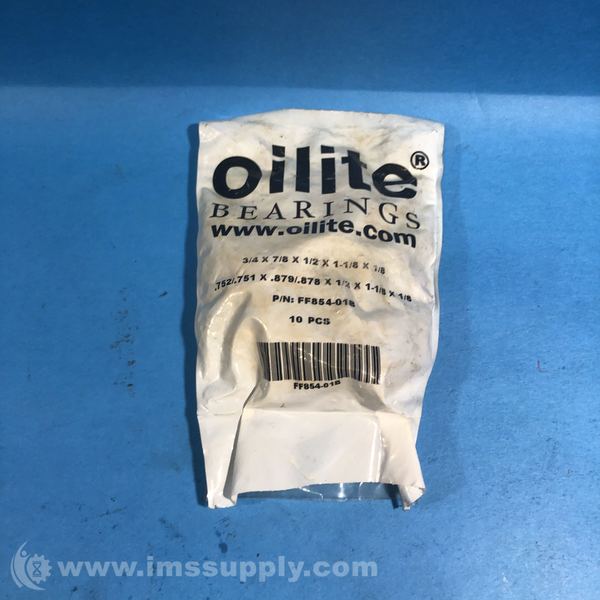 oilite®
BEARINGS
www.oilite.com
3/4 X 7/8 X 1/2 X 1-1/8 X 1/8
.752/.751 X .879/.878 X 1/2 X 1-1/8 X 1/8
P/N: FF854-01B
10 PCS
FF854-01B
www.imssupply.com